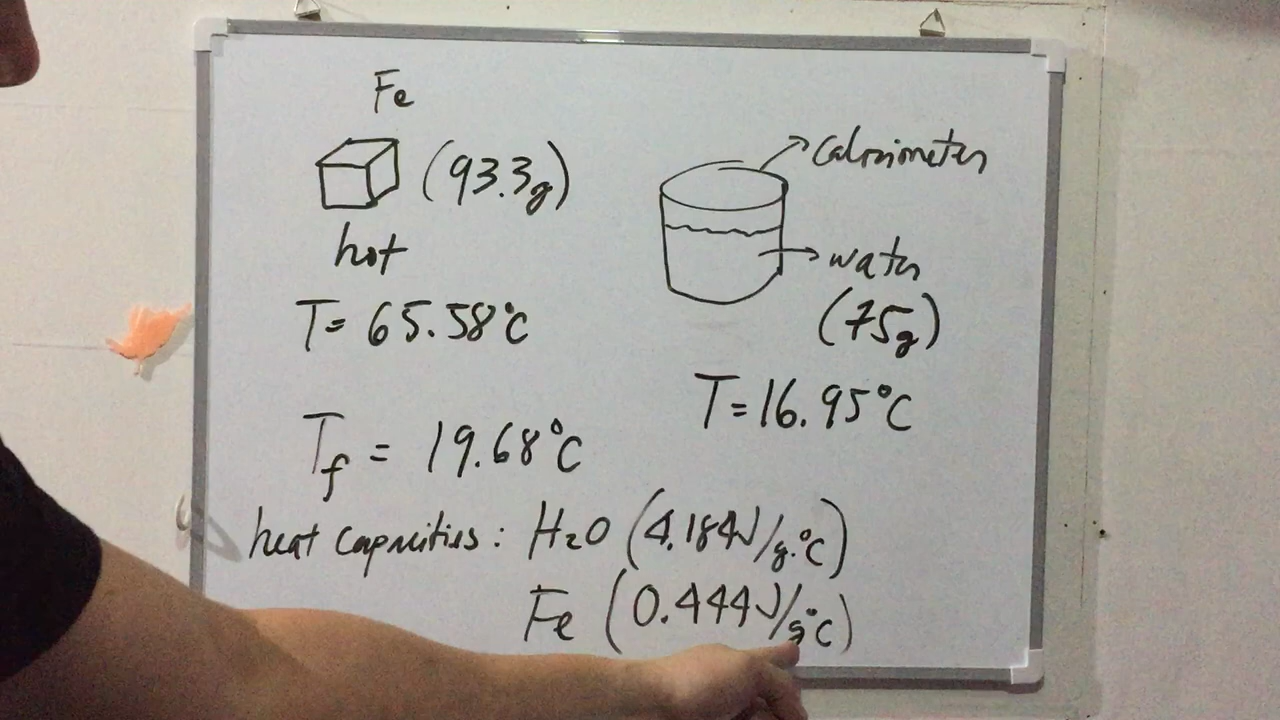 Fe
(93.3g)
hot
T= 65.58°C
calorimeter
water
(75g)
T=16.95°C
Tf = 19.68°C
heat capacities: H2O (4.184J/g.°C)
Fe (0.444J/g°C)